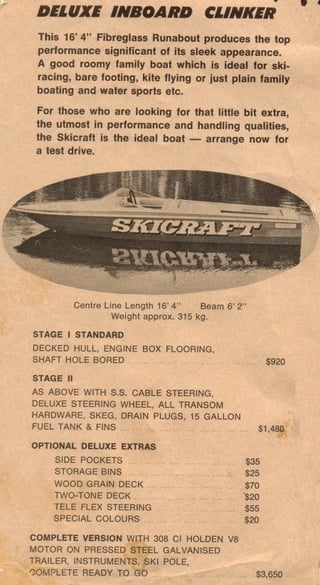 DELUXE INBOARD CLINKER
This 16' 4" Fibreglass Runabout produces the top
performance significant of its sleek appearance.
A good roomy family boat which is ideal for ski-
racing, bare footing, kite flying or just plain family
boating and water sports etc.
For those who are looking for that little bit extra,
the utmost in performance and handling qualities,
the Skicraft is the ideal boat — arrange now for
a test drive.
SKICRAFT
Centre Line Length 16' 4" Beam 6' 2"
Weight approx. 315 kg.
STAGE I STANDARD
DECKED HULL, ENGINE BOX FLOORING,
SHAFT HOLE BORED $920
STAGE II
AS ABOVE WITH S.S. CABLE STEERING,
DELUXE STEERING WHEEL, ALL TRANSOM
HARDWARE, SKEG, DRAIN PLUGS, 15 GALLON
FUEL TANK & FINS $1,480
OPTIONAL DELUXE EXTRAS
SIDE POCKETS $35
STORAGE BINS $25
WOOD GRAIN DECK $70
TWO-TONE DECK $20
TELE FLEX STEERING $55
SPECIAL COLOURS $20
COMPLETE VERSION WITH 308 CI HOLDEN V8
MOTOR ON PRESSED STEEL GALVANISED
TRAILER, INSTRUMENTS, SKI POLE,
COMPLETE READY TO GO $3,650